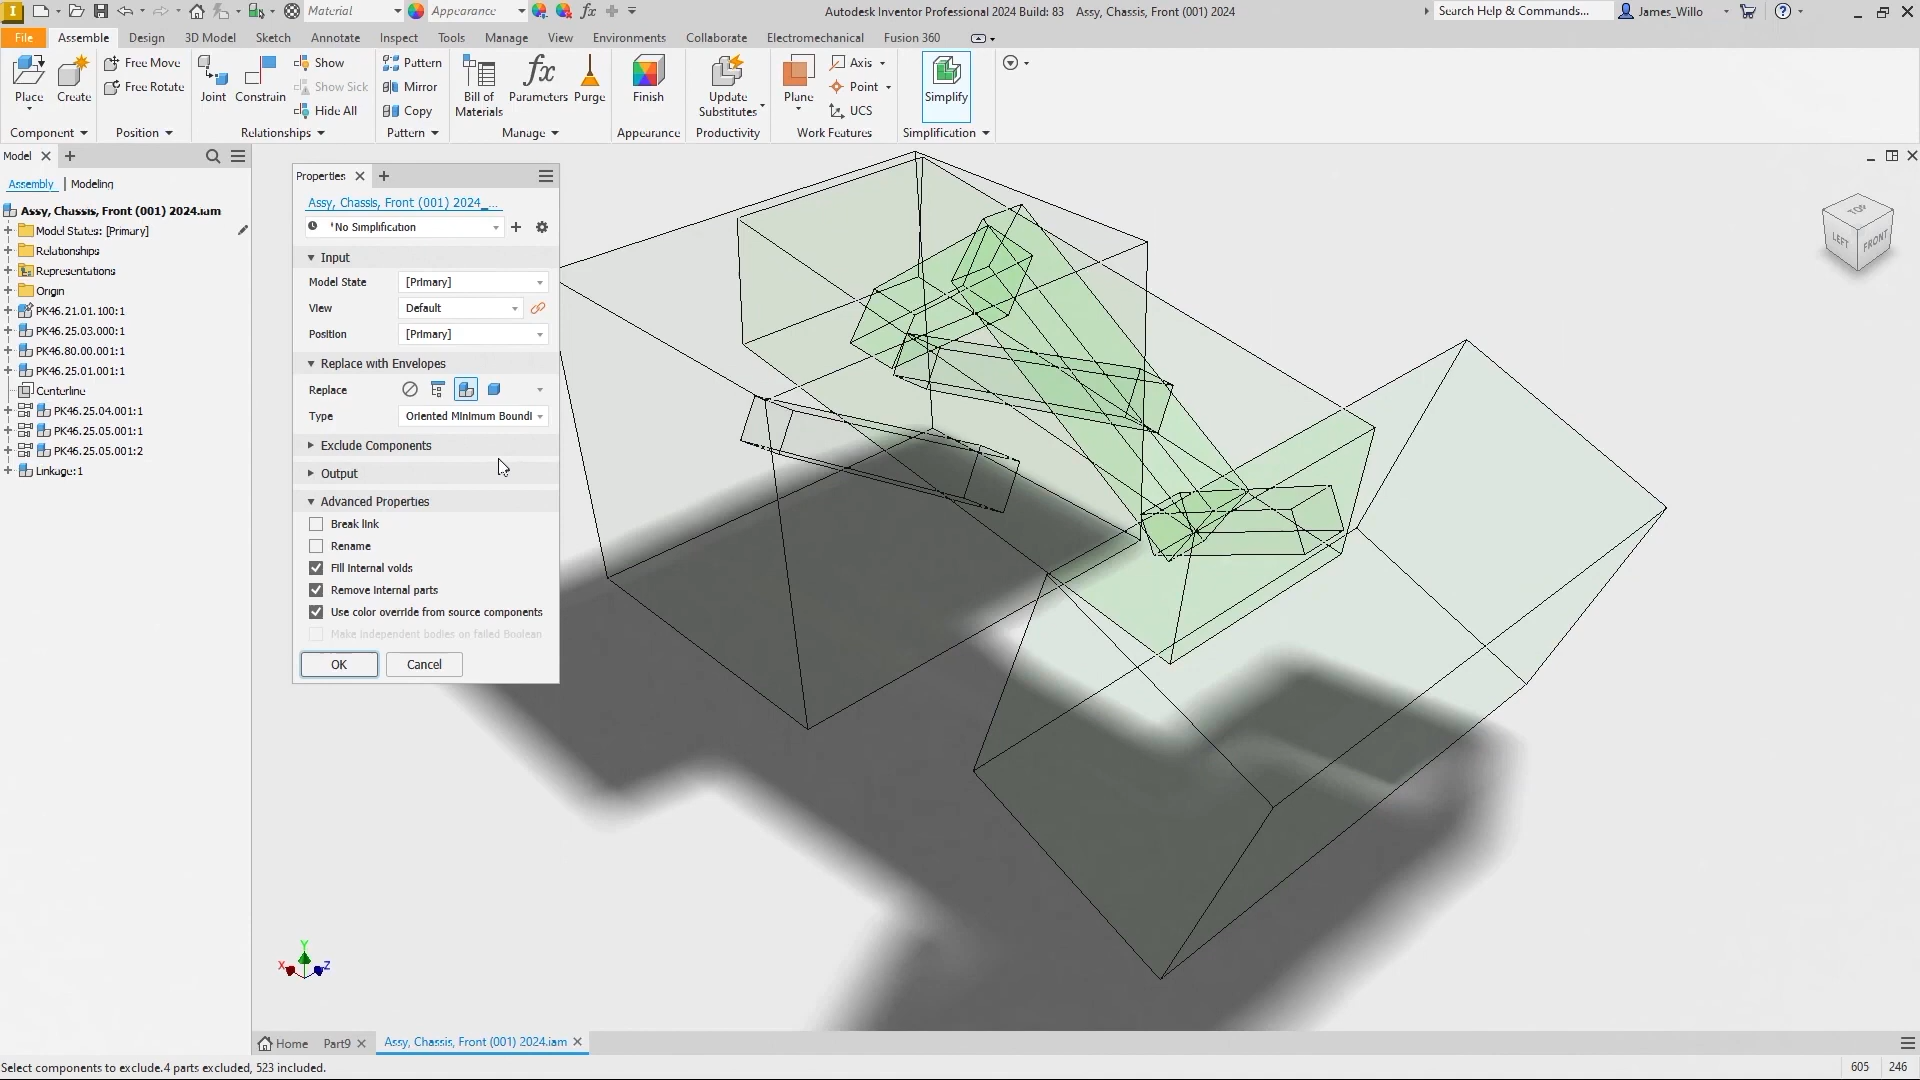 Material
Appearance
fx
Autodesk Inventor Professional 2024 Build: 83 Assy, Chassis, Front (001) 2024
Search Help & Commands...
James_Willo
File Assemble Design 3D Model Sketch Annotate Inspect Tools Manage View Environments Collaborate Electromechanical Fusion 360
Place
Create
Free Move
Free Rotate
Joint
Constrain
Show
Show Sick
Hide All
Pattern
Mirror
Copy
Bill of
Materials
fx
Parameters
Purge
Finish
Update
Substitutes
Plane
Axis
Point
UCS
Simplify
Component
Position
Relationships
Pattern
Manage
Appearance
Productivity
Work Features
Simplification
Model
Assembly | Modeling
Assy, Chassis, Front (001) 2024.iam
Model States: [Primary]
Relationships
Representations
Origin
PK46.21.01.100:1
PK46.25.03.000:1
PK46.80.00.001:1
PK46.25.01.001:1
Centerline
PK46.25.04.001:1
PK46.25.05.001:1
PK46.25.05.001:2
Linkage:1
Properties
Assy, Chassis, Front (001) 2024_...
*No Simplification
Input
Model State [Primary]
View Default
Position [Primary]
Replace with Envelopes
Replace
Type Oriented Minimum Boundi
Exclude Components
Output
Advanced Properties
Break link
Rename
Fill internal voids
Remove internal parts
Use color override from source components
Make independent bodies on failed Boolean
OK Cancel
TOP
LEFT
FRONT
Y
X
Z
Home Part9 Assy, Chassis, Front (001) 2024.iam
Select components to exclude.4 parts excluded, 523 included.
605 246